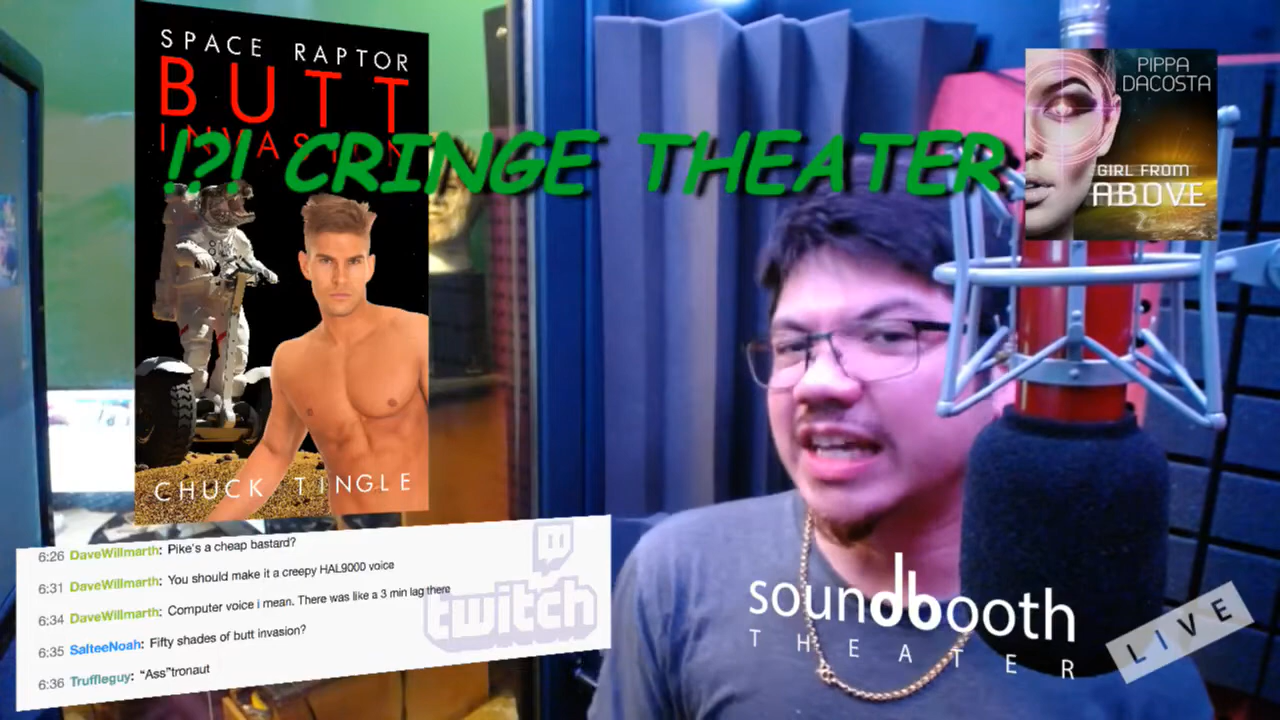 SPACE RAPTOR
BUTT
INVASION
!?! CRINGE THEATER
CHUCK TINGLE
PIPPA
DACOSTA
GIRL FROM
ABOVE
6:26 DaveWillmarth: Pike's a cheap bastard?
6:31 DaveWillmarth: You should make it a creepy HAL9000 voice
6:34 DaveWillmarth: Computer voice i mean. There was like a 3 min lag there
6:35 SalteeNoah: Fifty shades of butt invasion?
6:36 Truffleguy: "Ass"tronaut
twitch
soundbooth
THEATER
LIVE